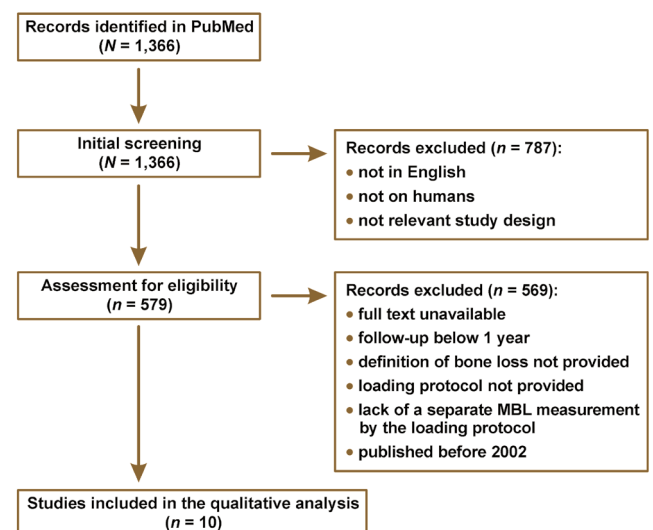 Records identified in PubMed
(N = 1,366)
Initial screening
(N = 1,366)
Records excluded (n = 787):
• not in English
• not on humans
• not relevant study design
Assessment for eligibility
(n = 579)
Records excluded (n = 569):
• full text unavailable
• follow-up below 1 year
• definition of bone loss not provided
• loading protocol not provided
• lack of a separate MBL measurement
by the loading protocol
• published before 2002
Studies included in the qualitative analysis
(n = 10)